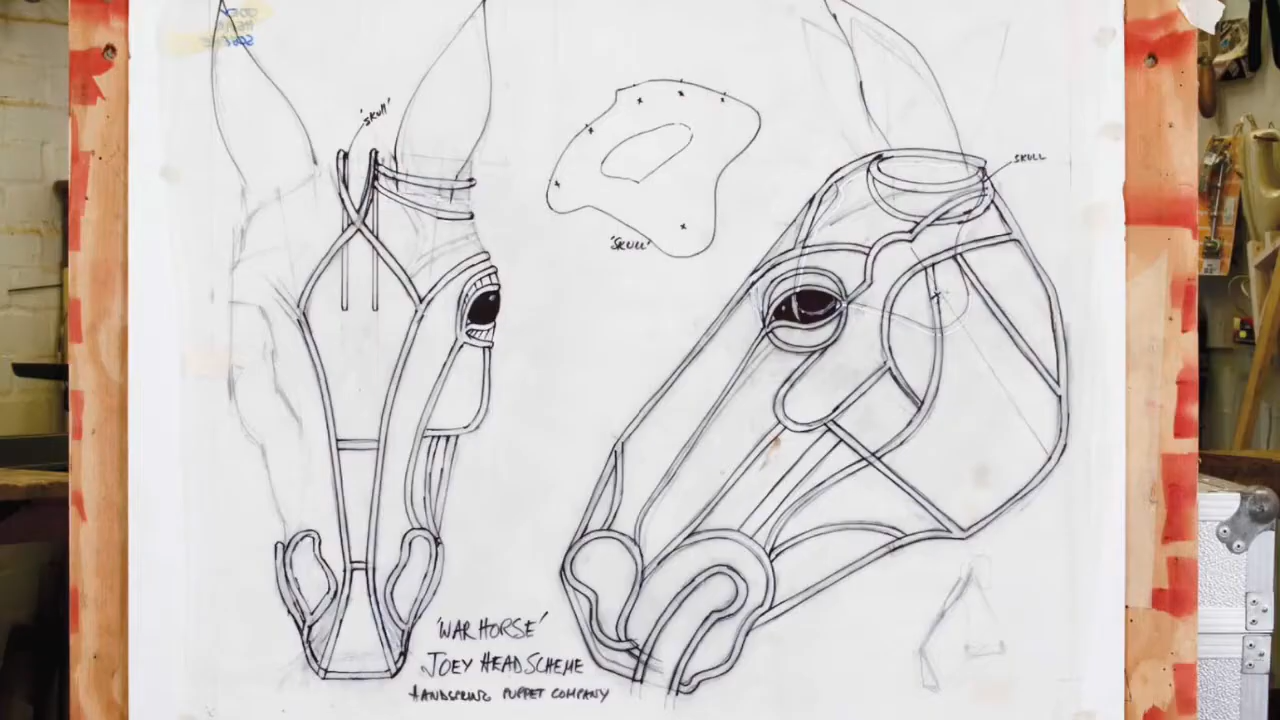 'SKULL'
SKULL
'SKULL'
'WAR HORSE'
JOEY HEAD SCHEME
HANDSPRING PUPPET COMPANY